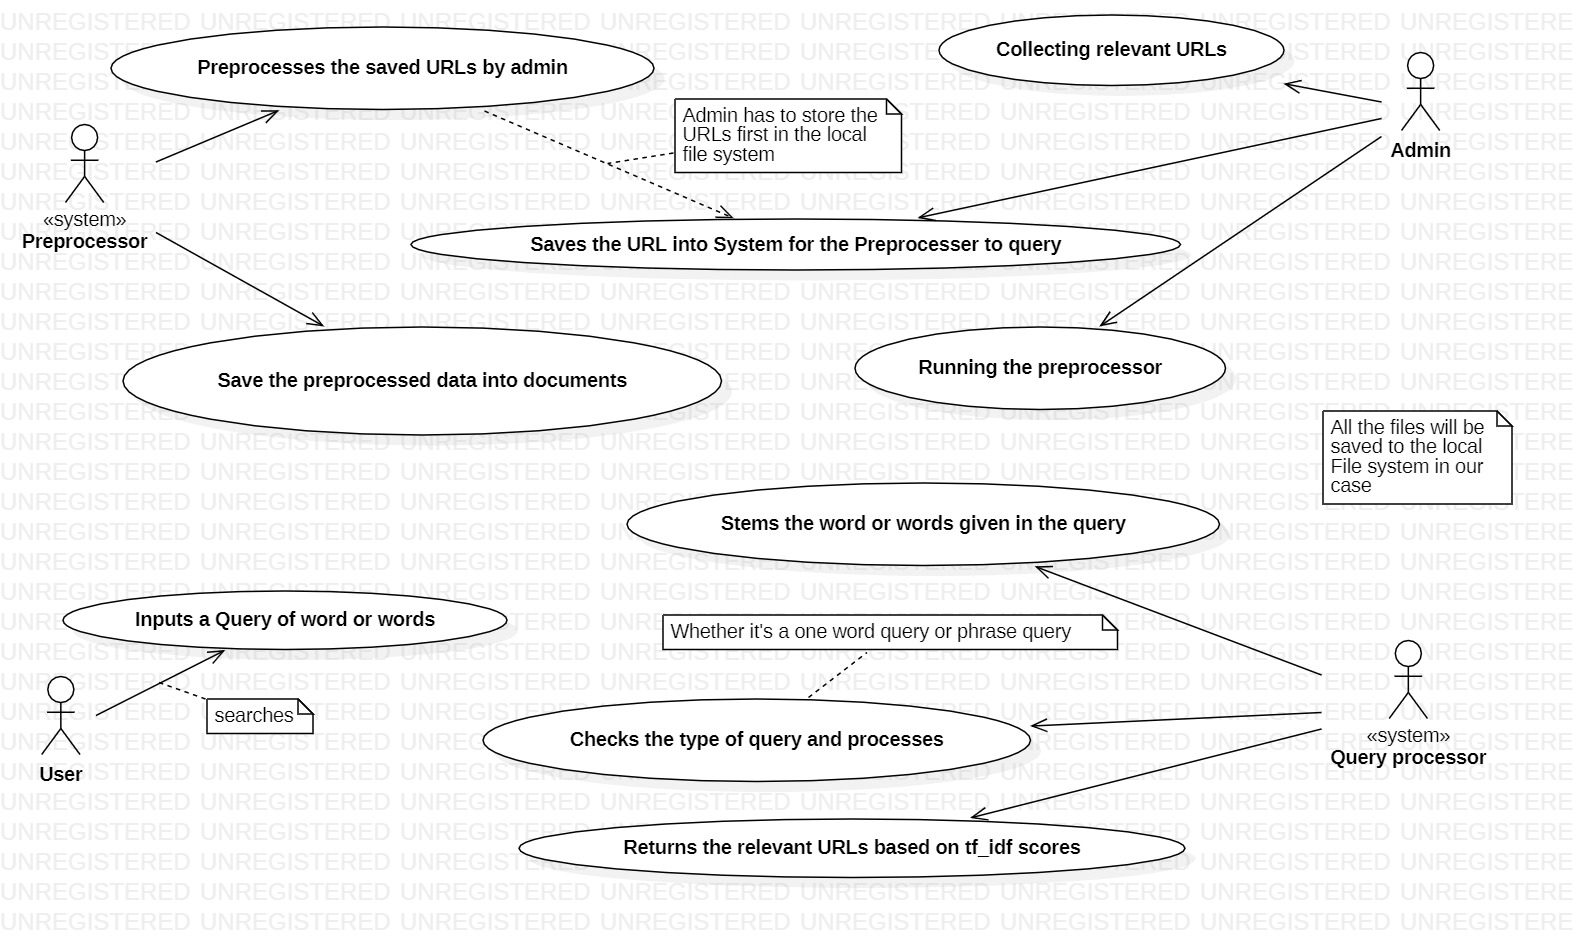 Preprocesses the saved URLs by admin
Collecting relevant URLs
Admin has to store the
URLs first in the local
file system
Admin
«system»
Preprocessor
Saves the URL into System for the Preprocesser to query
Save the preprocessed data into documents
Running the preprocessor
All the files will be
saved to the local
File system in our
case
Stems the word or words given in the query
Inputs a Query of word or words
Whether it's a one word query or phrase query
searches
User
Checks the type of query and processes
«system»
Query processor
Returns the relevant URLs based on tf_idf scores
UNREGISTERED